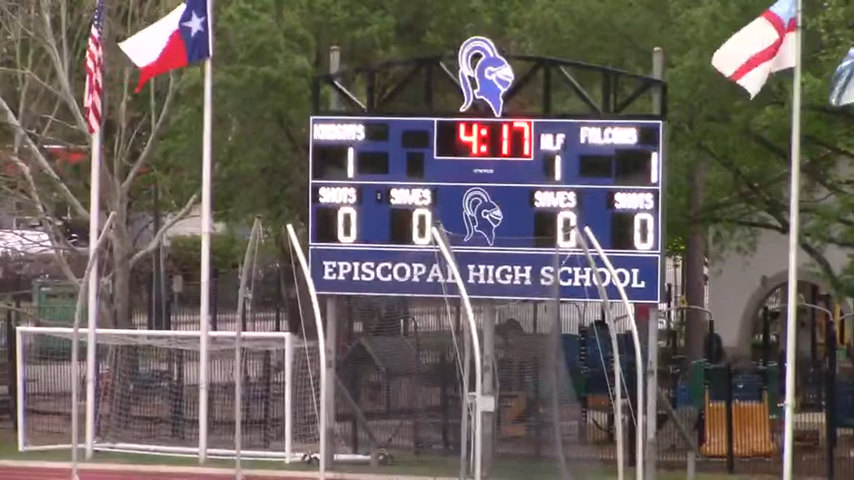 KNIGHTS 4:17 HLF FALCONS
1 1 1
SHOTS SAVES SAVES SHOTS
0 0 0 0
EPISCOPAL HIGH SCHOOL